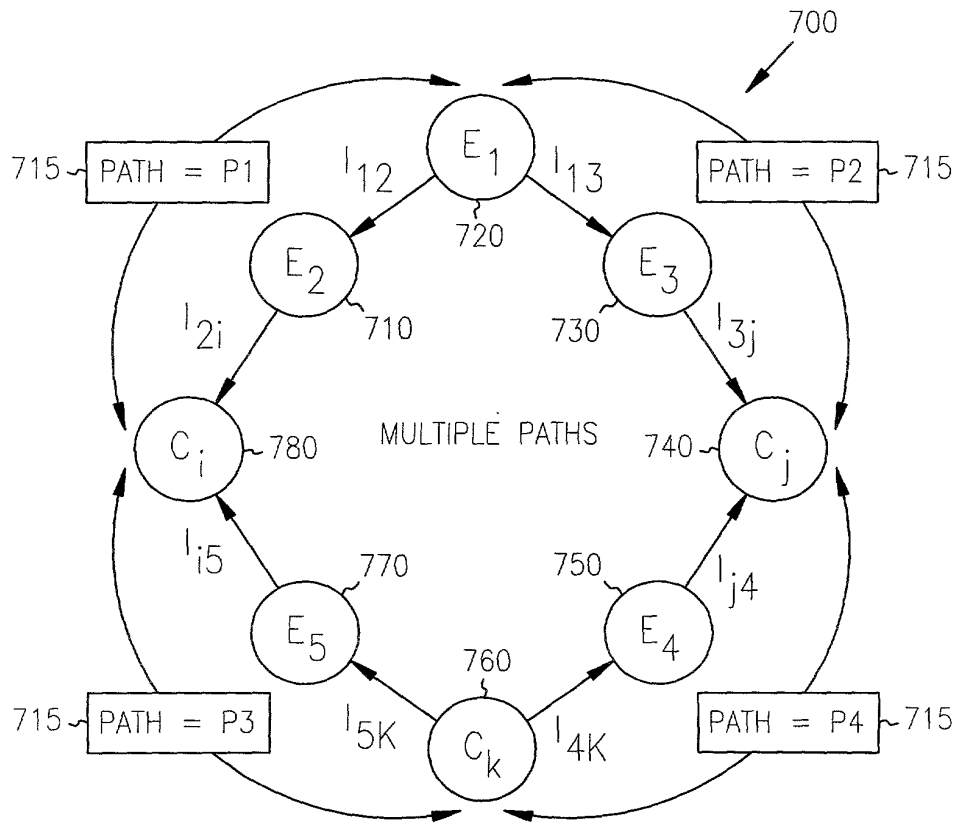 700
E1
715 PATH = P1
PATH = P2 715
I12
I13
720
E2
E3
710
730
I2i
I3j
Ci
780
MULTIPLE PATHS
740
Cj
Ii5
770
750
Ij4
E5
E4
760
715 PATH = P3
I5K
Ck
I4K
PATH = P4 715